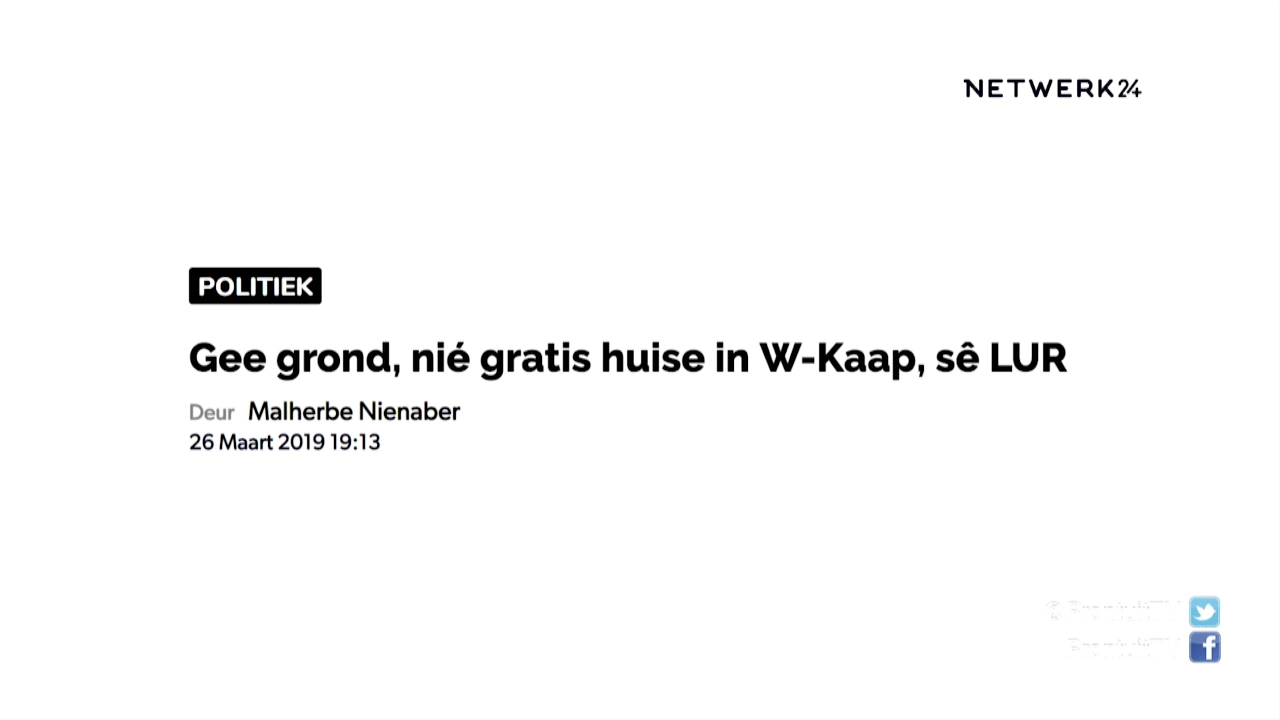 NETWERK24
POLITIEK
Gee grond, nié gratis huise in W-Kaap, sê LUR
Deur Malherbe Nienaber
26 Maart 2019 19:13